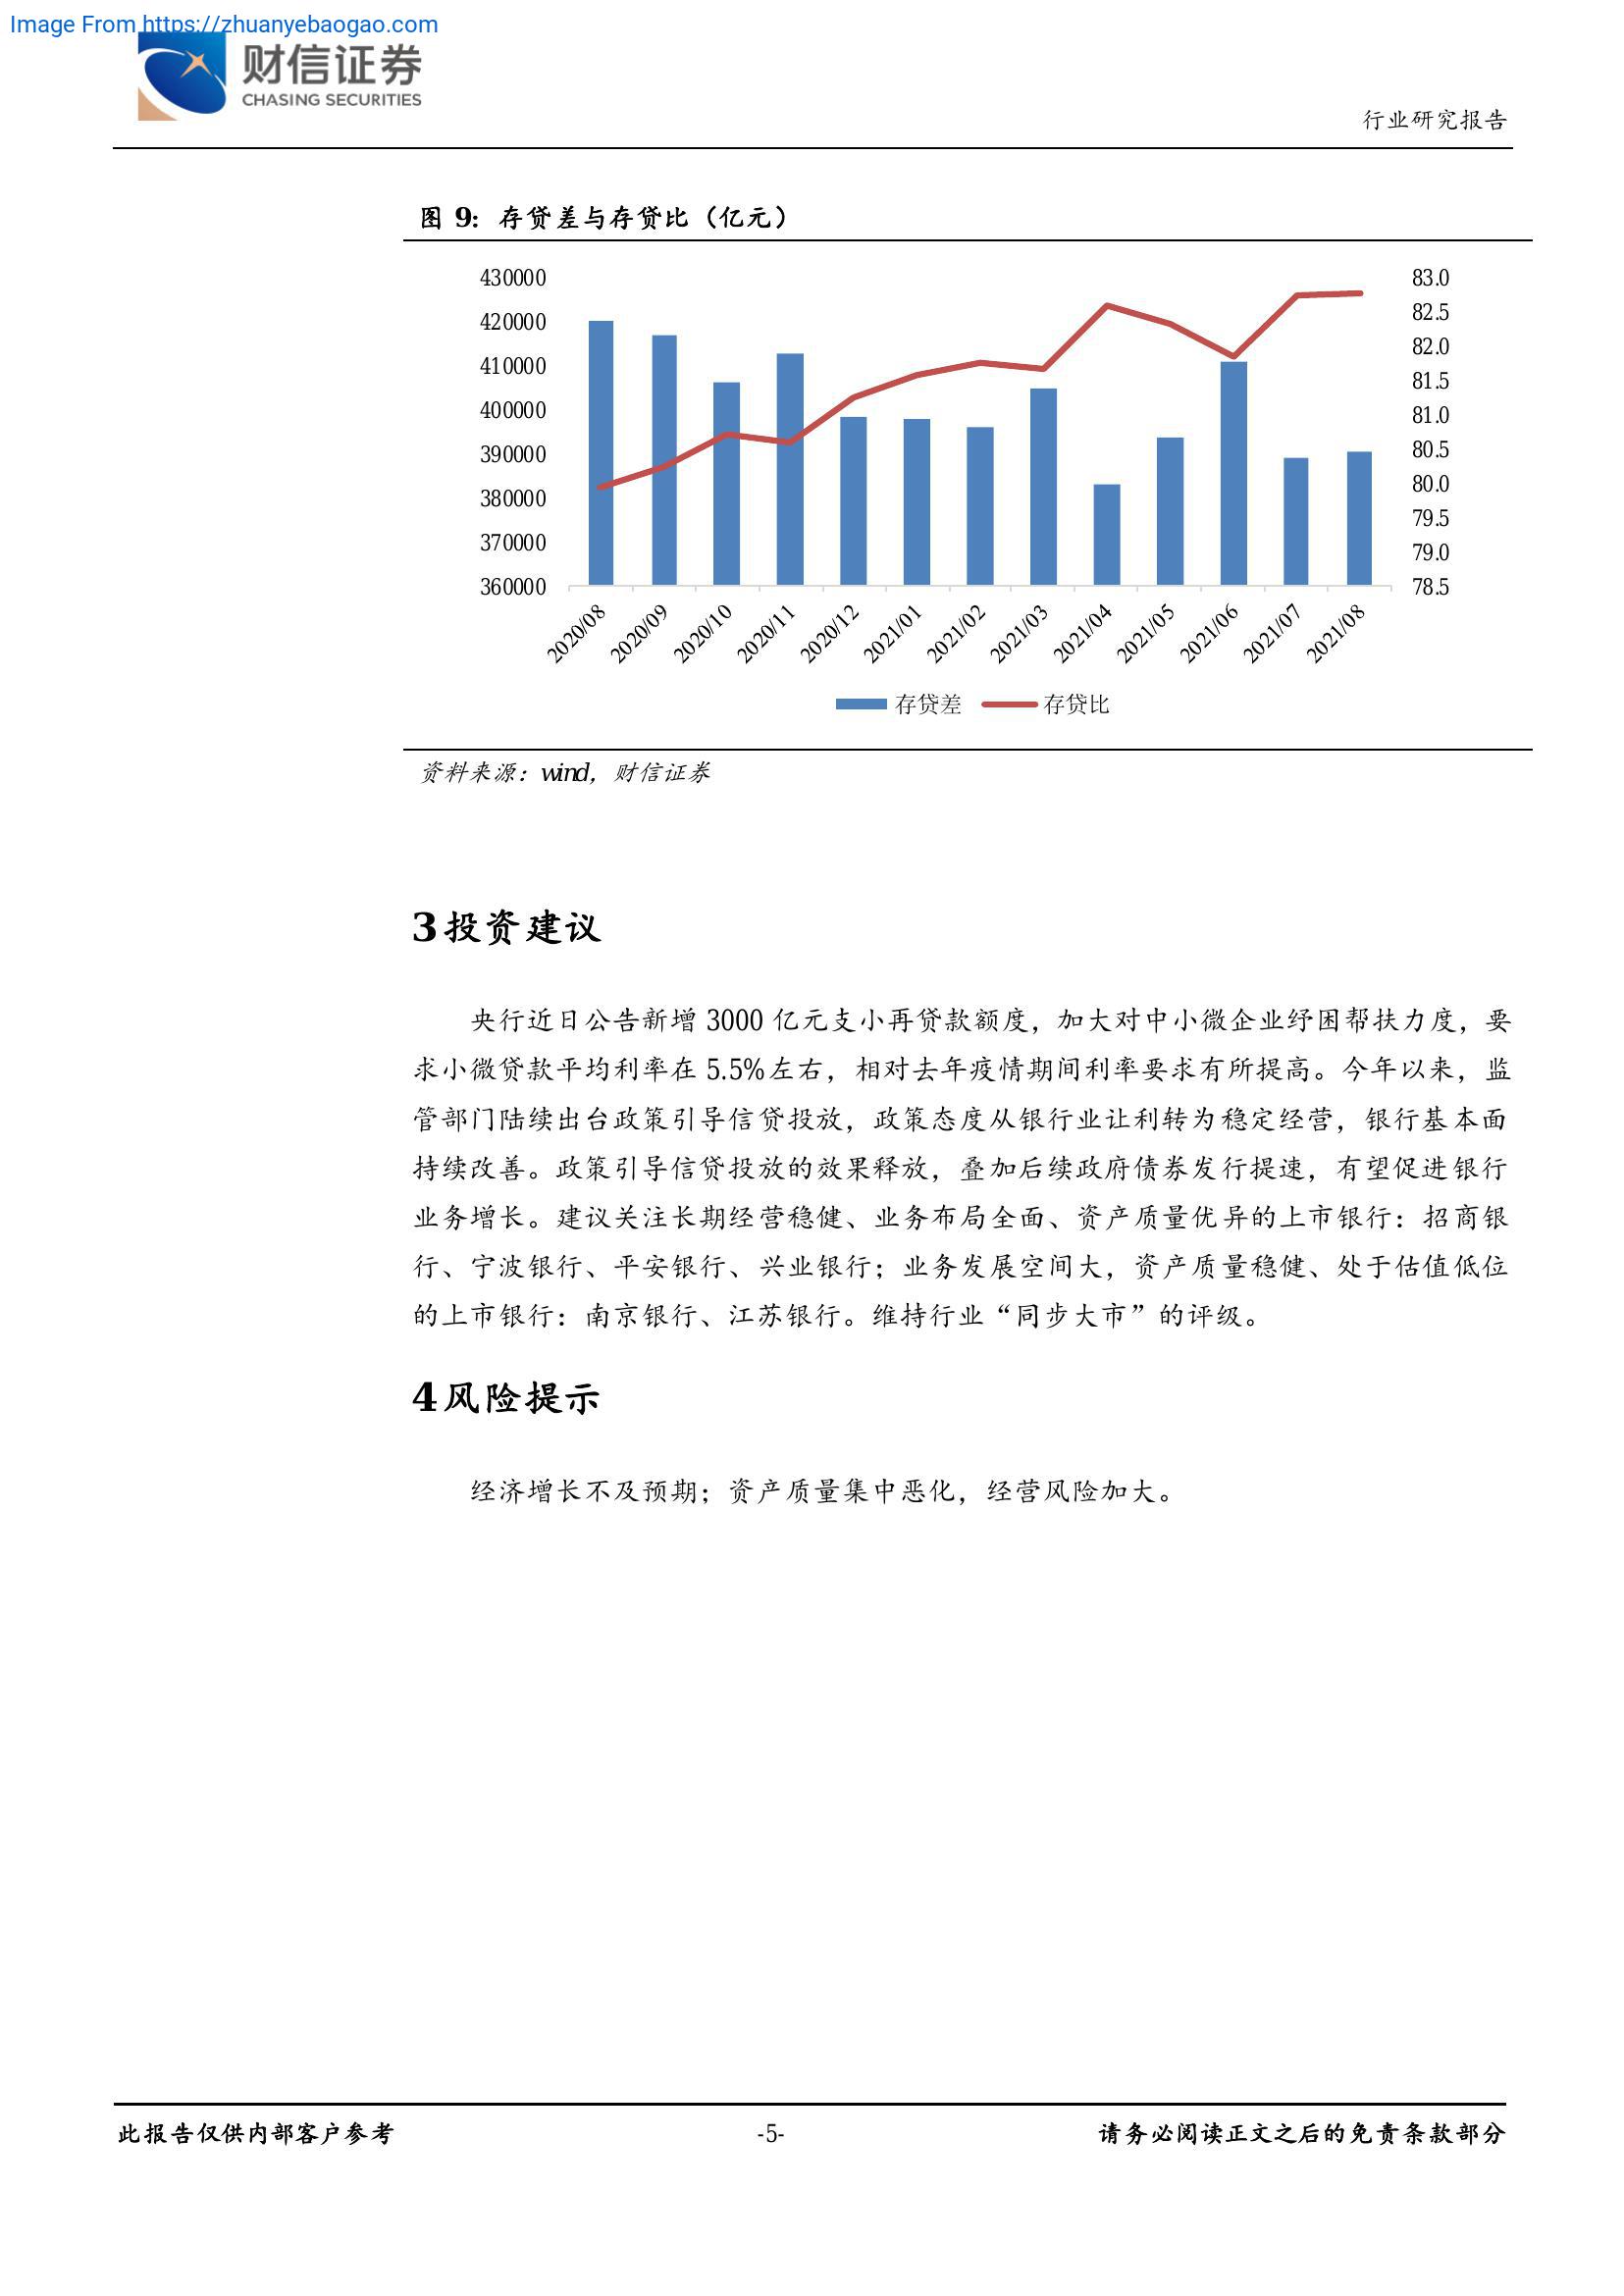 Image From https://zhuanyebaogao.com
财信证券
CHASING SECURITIES
行业研究报告
图 9：存贷差与存贷比（亿元）
430000
420000
410000
400000
390000
380000
370000
360000
83.0
82.5
82.0
81.5
81.0
80.5
80.0
79.5
79.0
78.5
2020/08
2020/09
2020/10
2020/11
2020/12
2021/01
2021/02
2021/03
2021/04
2021/05
2021/06
2021/07
2021/08
存贷差 存贷比
资料来源：wind，财信证券
3 投资建议
央行近日公告新增 3000 亿元支小再贷款额度，加大对中小微企业纾困帮扶力度，要
求小微贷款平均利率在 5.5%左右，相对去年疫情期间利率要求有所提高。今年以来，监
管部门陆续出台政策引导信贷投放，政策态度从银行业让利转为稳定经营，银行基本面
持续改善。政策引导信贷投放的效果释放，叠加后续政府债券发行提速，有望促进银行
业务增长。建议关注长期经营稳健、业务布局全面、资产质量优异的上市银行：招商银
行、宁波银行、平安银行、兴业银行；业务发展空间大，资产质量稳健、处于估值低位
的上市银行：南京银行、江苏银行。维持行业“同步大市”的评级。
4 风险提示
经济增长不及预期；资产质量集中恶化，经营风险加大。
此报告仅供内部客户参考
-5-
请务必阅读正文之后的免责条款部分